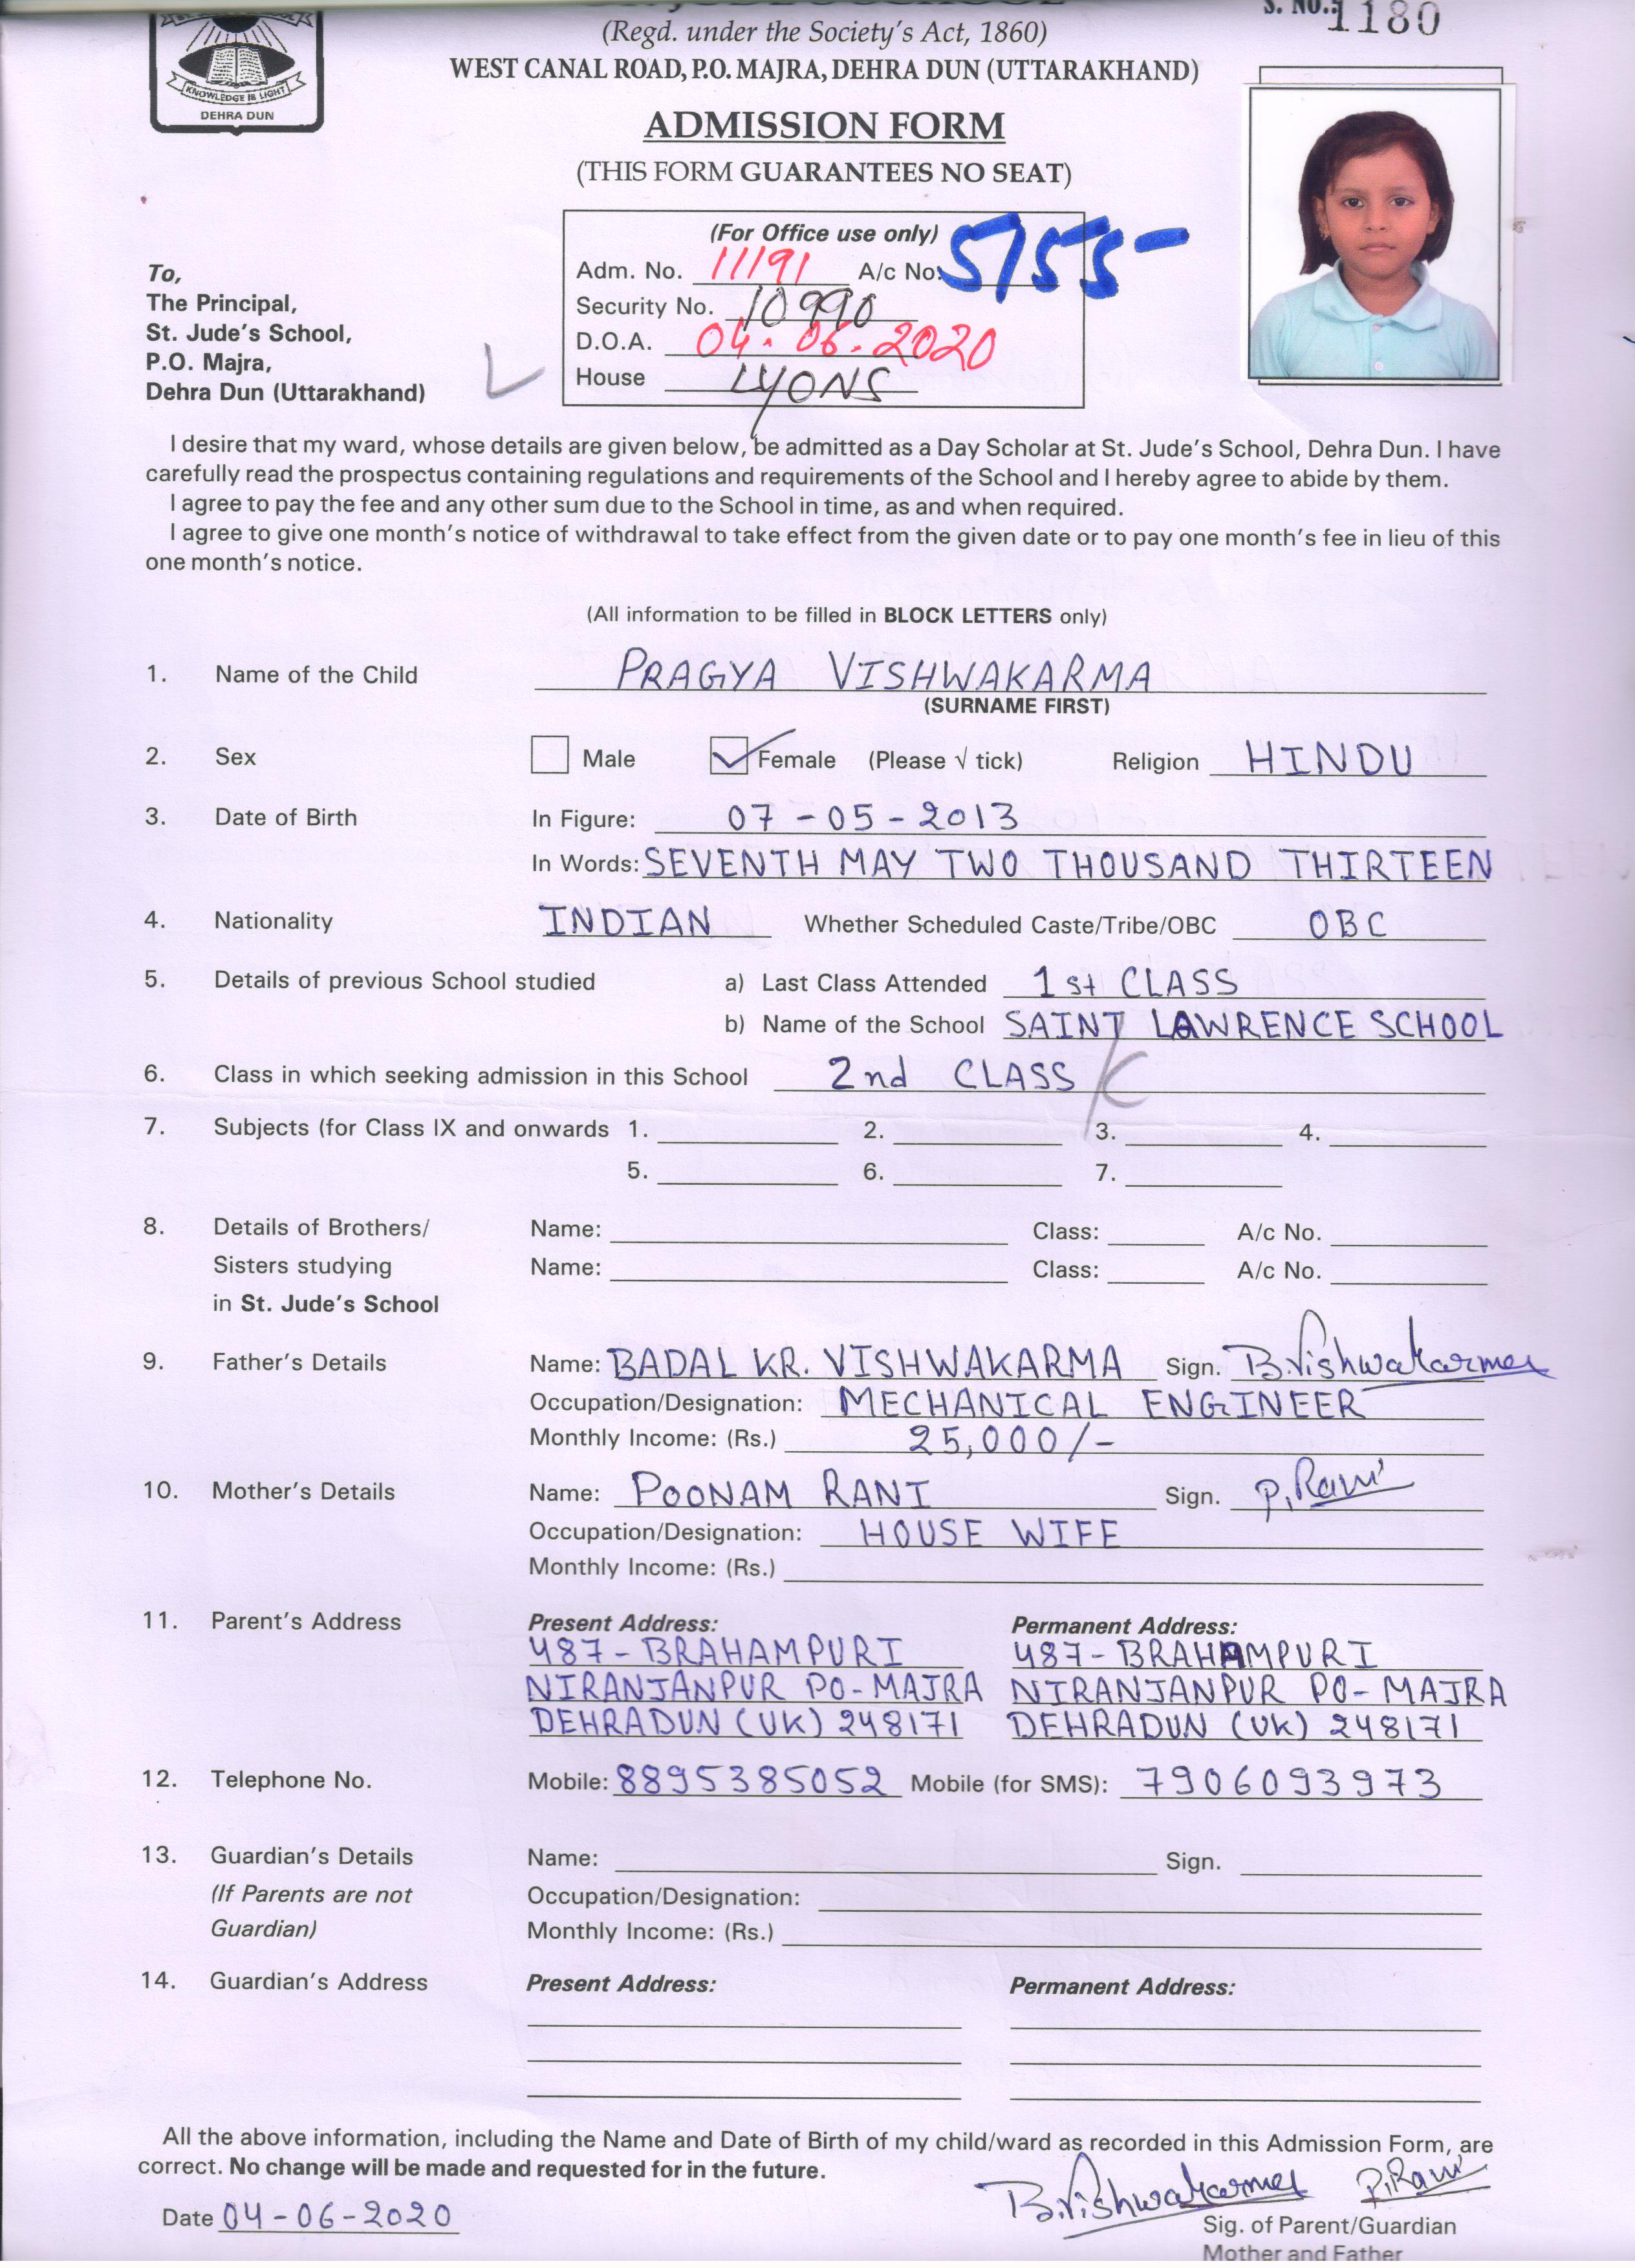 S. NO.: 1180
(Regd. under the Society's Act, 1860)
WEST CANAL ROAD, P.O. MAJRA, DEHRA DUN (UTTARAKHAND)
KNOWLEDGE IS LIGHT
DEHRA DUN
ADMISSION FORM
(THIS FORM GUARANTEES NO SEAT)
(For Office use only)
Adm. No. 11191 A/c No: 5155-
Security No. 10990
D.O.A. 04.06.2020
House LYONS
To,
The Principal,
St. Jude's School,
P.O. Majra,
Dehra Dun (Uttarakhand)
I desire that my ward, whose details are given below, be admitted as a Day Scholar at St. Jude's School, Dehra Dun. I have
carefully read the prospectus containing regulations and requirements of the School and I hereby agree to abide by them.
I agree to pay the fee and any other sum due to the School in time, as and when required.
I agree to give one month's notice of withdrawal to take effect from the given date or to pay one month's fee in lieu of this
one month's notice.
(All information to be filled in BLOCK LETTERS only)
1. Name of the Child PRAGYA VISHWAKARMA
(SURNAME FIRST)
2. Sex Male Female (Please √ tick) Religion HINDU
3. Date of Birth In Figure: 07-05-2013
In Words: SEVENTH MAY TWO THOUSAND THIRTEEN
4. Nationality INDIAN Whether Scheduled Caste/Tribe/OBC OBC
5. Details of previous School studied a) Last Class Attended 1st CLASS
b) Name of the School SAINT LAWRENCE SCHOOL
6. Class in which seeking admission in this School 2nd CLASS
7. Subjects (for Class IX and onwards 1. 2. 3. 4.
5. 6. 7.
8. Details of Brothers/ Name: Class: A/c No.
Sisters studying Name: Class: A/c No.
in St. Jude's School
9. Father's Details Name: BADAL KR. VISHWAKARMA Sign. B.Vishwakarma
Occupation/Designation: MECHANICAL ENGINEER
Monthly Income: (Rs.) 25,000/-
10. Mother's Details Name: POONAM RANI Sign. P.Rani
Occupation/Designation: HOUSE WIFE
Monthly Income: (Rs.)
11. Parent's Address Present Address: Permanent Address:
487-BRAHAMPURI 487-BRAHAMPURI
NIRANJANPUR PO-MAJRA NIRANJANPUR PO-MAJRA
DEHRADUN (UK) 248171 DEHRADUN (UK) 248171
12. Telephone No. Mobile: 8895385052 Mobile (for SMS): 7906093973
13. Guardian's Details Name: Sign.
(If Parents are not Occupation/Designation:
Guardian) Monthly Income: (Rs.)
14. Guardian's Address Present Address: Permanent Address:
All the above information, including the Name and Date of Birth of my child/ward as recorded in this Admission Form, are
correct. No change will be made and requested for in the future.
B.Vishwakarma P.Rani
Date 04-06-2020
Sig. of Parent/Guardian
Mother and Father